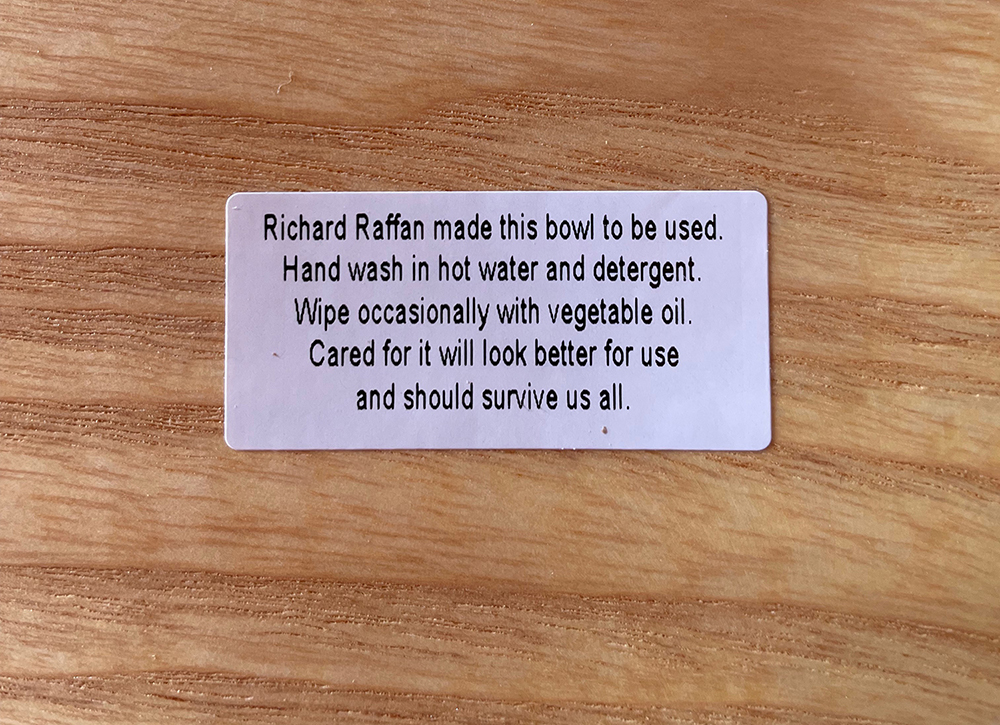 Richard Raffan made this bowl to be used.
Hand wash in hot water and detergent.
Wipe occasionally with vegetable oil.
Cared for it will look better for use
and should survive us all.